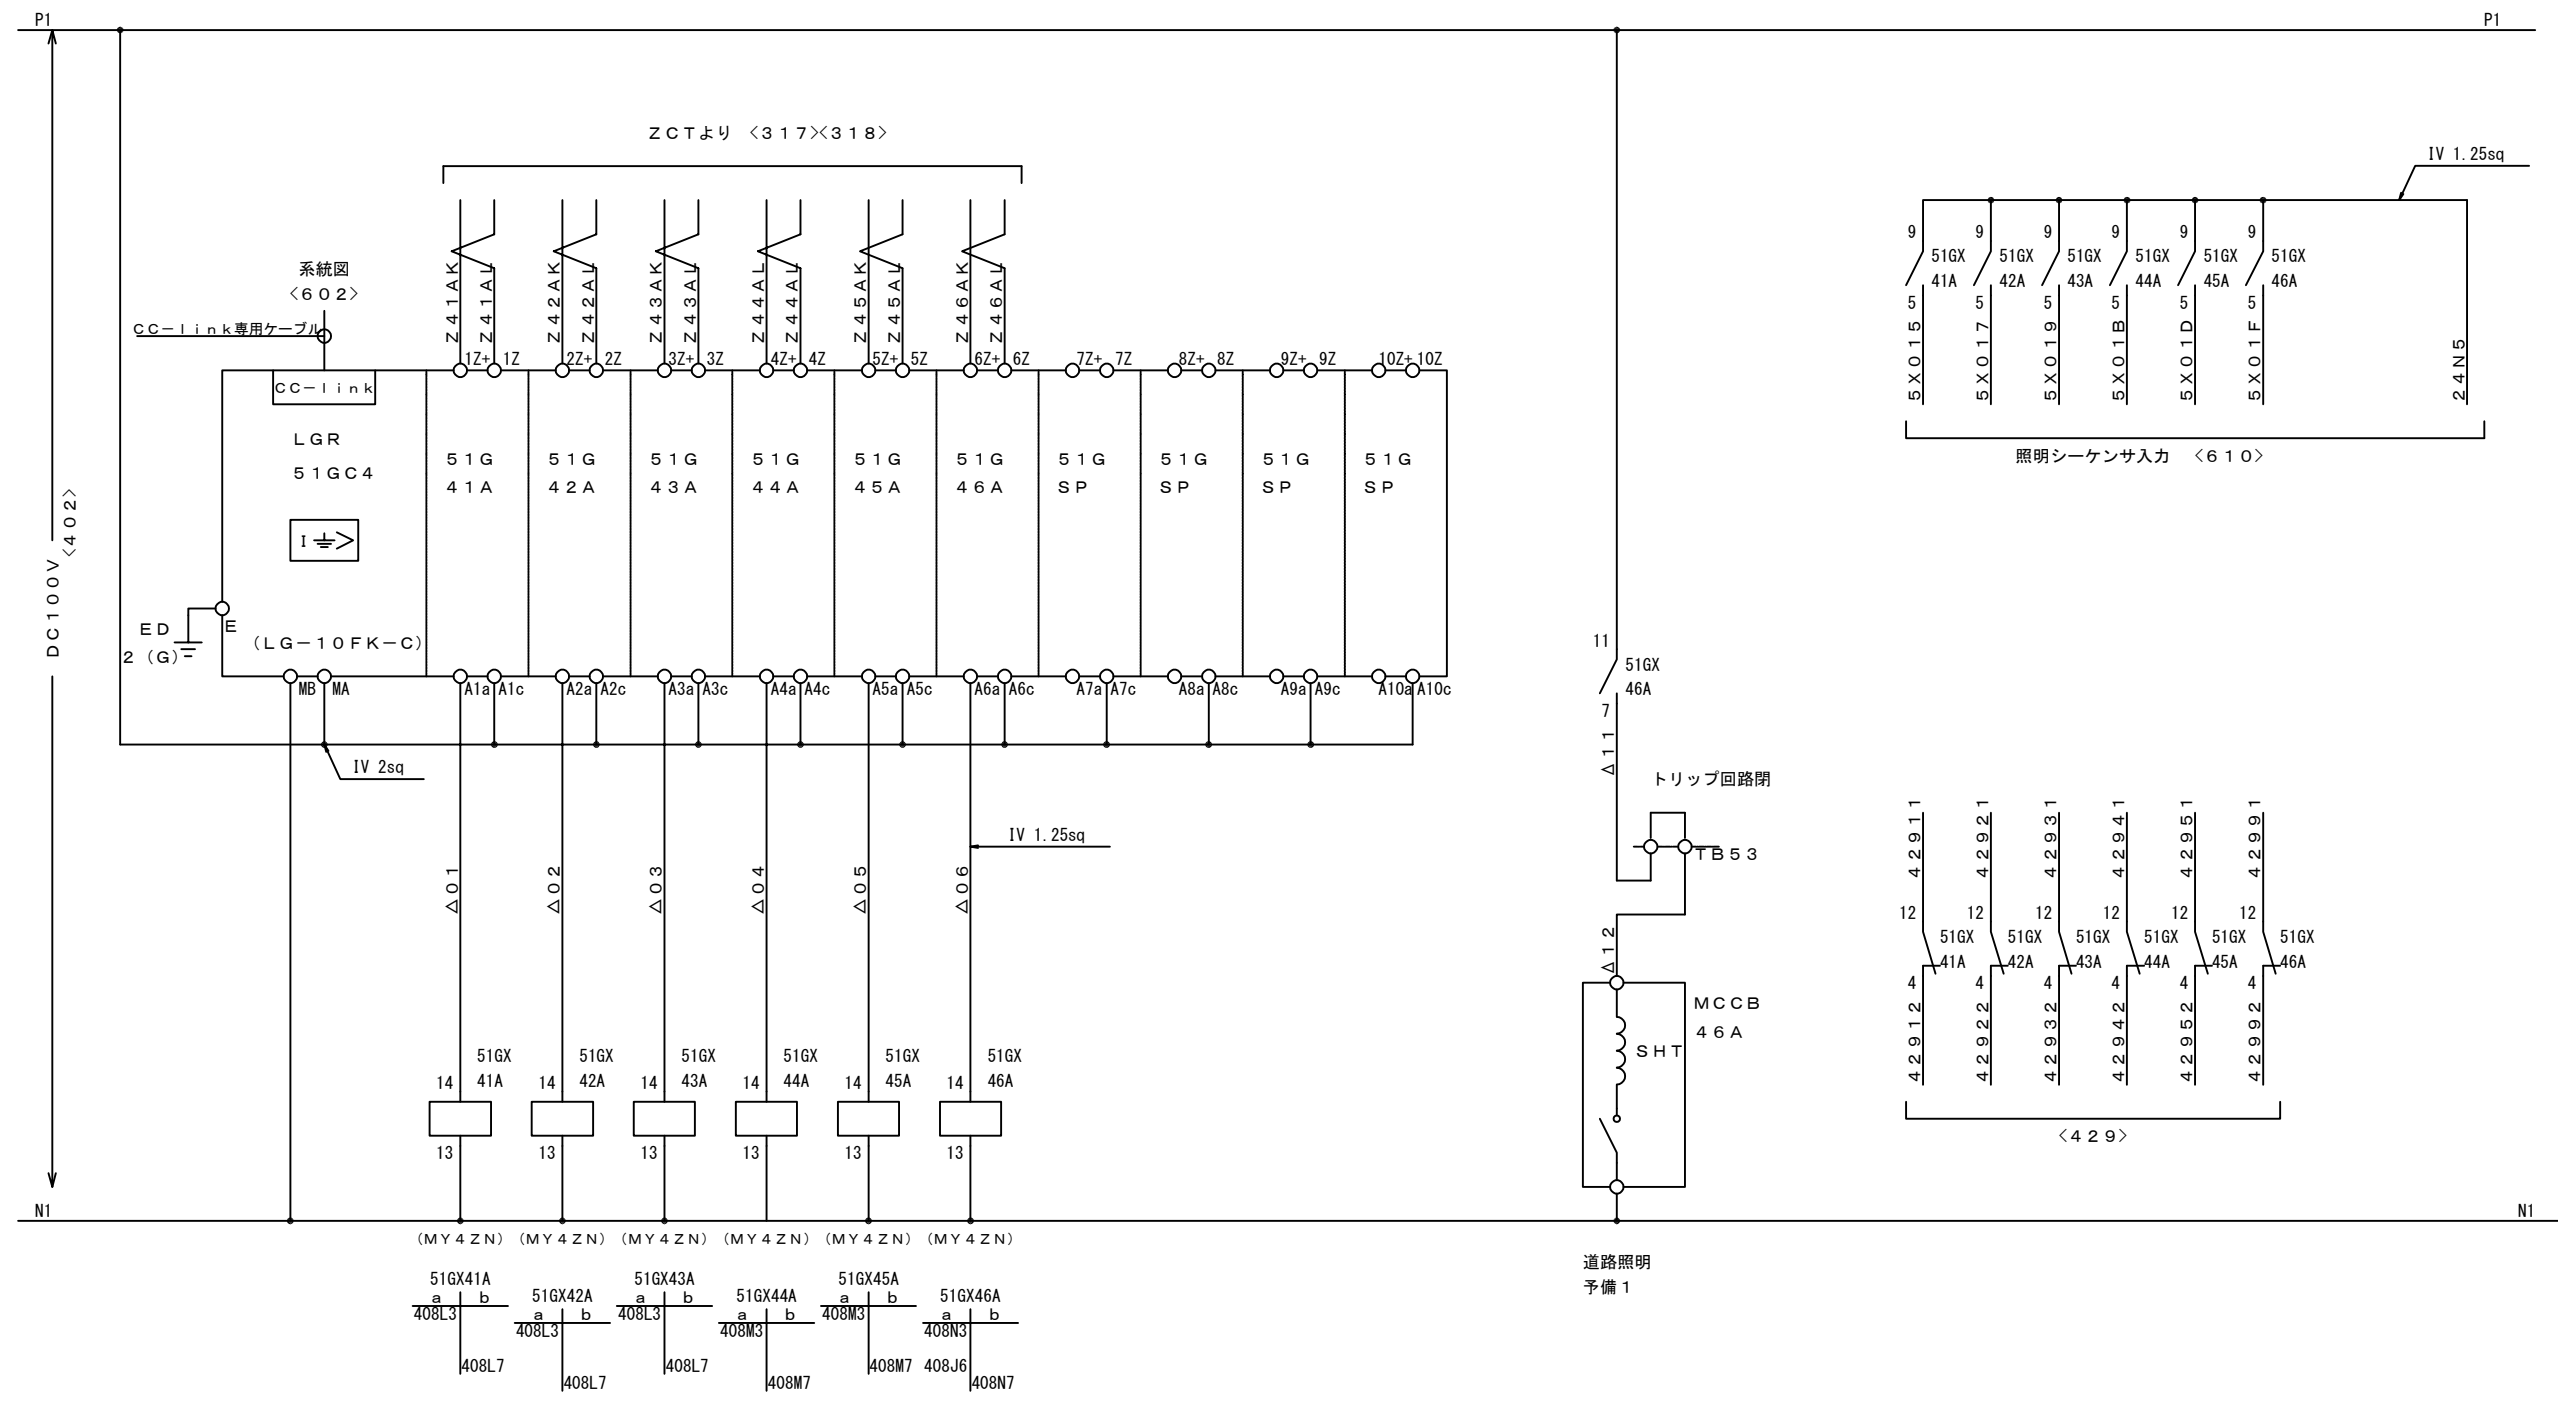 P1
P1
ZCTより <317><318>
IV 1.25sq
系統図
<602>
CC-link専用ケーブル
Z41AK
Z41AL
Z42AK
Z42AL
Z43AK
Z43AL
Z44AL
Z44AL
Z45AK
Z45AL
Z46AK
Z46AL
1Z+ 1Z
2Z+ 2Z
3Z+ 3Z
4Z+ 4Z
5Z+ 5Z
6Z+ 6Z
7Z+ 7Z
8Z+ 8Z
9Z+ 9Z
10Z+ 10Z
9 9 9 9 9 9
51GX 51GX 51GX 51GX 51GX 51GX
41A 42A 43A 44A 45A 46A
5 5 5 5 5 5
5X015
5X017
5X019
5X01B
5X01D
5X01F
24N5
照明シーケンサ入力 <610>
CC-link
LGR
51GC4
I
(LG-10FK-C)
51G
41A
51G
42A
51G
43A
51G
44A
51G
45A
51G
46A
51G
SP
51G
SP
51G
SP
51G
SP
DC100V
<402>
ED
2 (G)
E
MB MA
A1a A1c
A2a A2c
A3a A3c
A4a A4c
A5a A5c
A6a A6c
A7a A7c
A8a A8c
A9a A9c
A10a A10c
IV 2sq
11
51GX
46A
7
△11
トリップ回路閉
TB53
△12
MCCB
46A
SHT
IV 1.25sq
△01
△02
△03
△04
△05
△06
51GX 51GX 51GX 51GX 51GX 51GX
41A 42A 43A 44A 45A 46A
14 14 14 14 14 14
13 13 13 13 13 13
42911
42921
42931
42941
42951
42991
12 12 12 12 12 12
51GX 51GX 51GX 51GX 51GX 51GX
41A 42A 43A 44A 45A 46A
4 4 4 4 4 4
42912
42922
42932
42942
42952
42992
<429>
N1
N1
(MY4ZN) (MY4ZN) (MY4ZN) (MY4ZN) (MY4ZN) (MY4ZN)
道路照明
予備1
51GX41A
a b
408L3
408L7
51GX42A
a b
408L3
408L7
51GX43A
a b
408L3
408L7
51GX44A
a b
408M3
408M7
51GX45A
a b
408M3
408M7
51GX46A
a b
408N3
408J6
408N7